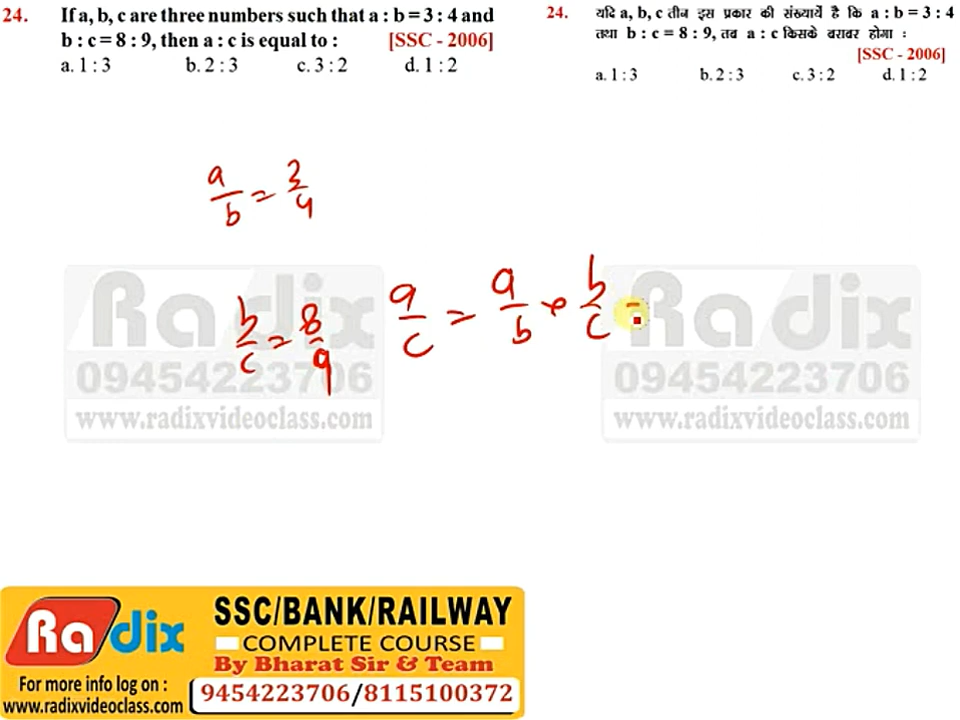 24. If a, b, c are three numbers such that a : b = 3 : 4 and
b : c = 8 : 9, then a : c is equal to : [SSC - 2006]
a. 1 : 3 b. 2 : 3 c. 3 : 2 d. 1 : 2
24. यदि a, b, c तीन इस प्रकार की संख्यायें है कि a : b = 3 : 4
तथा b : c = 8 : 9, तब a : c किसके बराबर होगा :
[SSC - 2006]
a. 1 : 3 b. 2 : 3 c. 3 : 2 d. 1 : 2
a/b = 3/4
b/c = 8/9 a/c = a/b × b/c =
Radix
09454223706
www.radixvideoclass.com
Radix
09454223706
www.radixvideoclass.com
Radix
For more info log on :
www.radixvideoclass.com
SSC/BANK/RAILWAY
COMPLETE COURSE
By Bharat Sir & Team
9454223706/8115100372